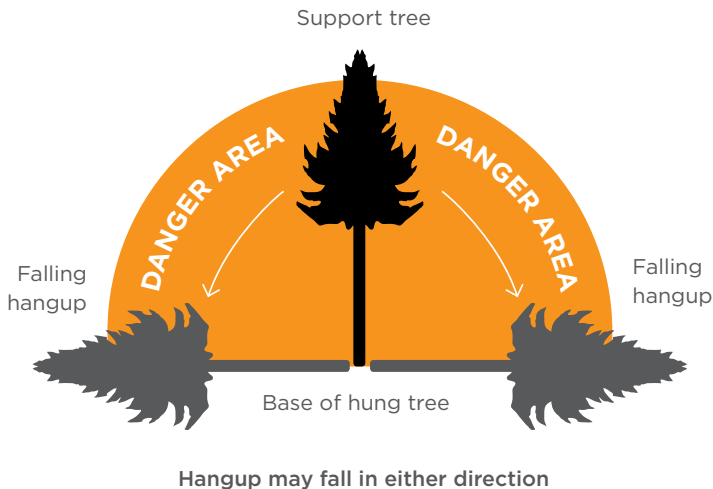 Support tree
DANGER AREA
DANGER AREA
Falling
hangup
Falling
hangup
Base of hung tree
Hangup may fall in either direction